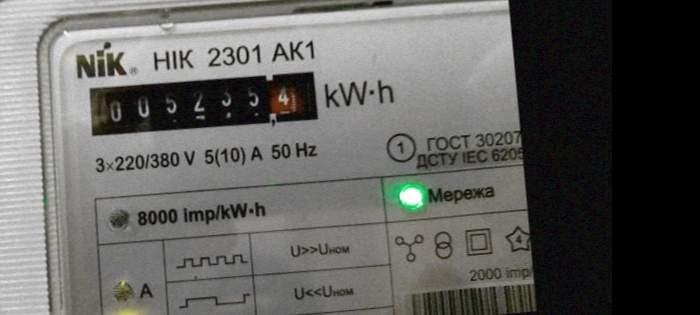 NiK® НІК 2301 АК1
0052354 kW·h
3×220/380 V 5(10) A 50 Hz
1 ГОСТ 30207
ДСТУ IEC 6205
8000 imp/kW·h
Мережа
A
U>>Uном
U<<Uном
4
2000 imp/